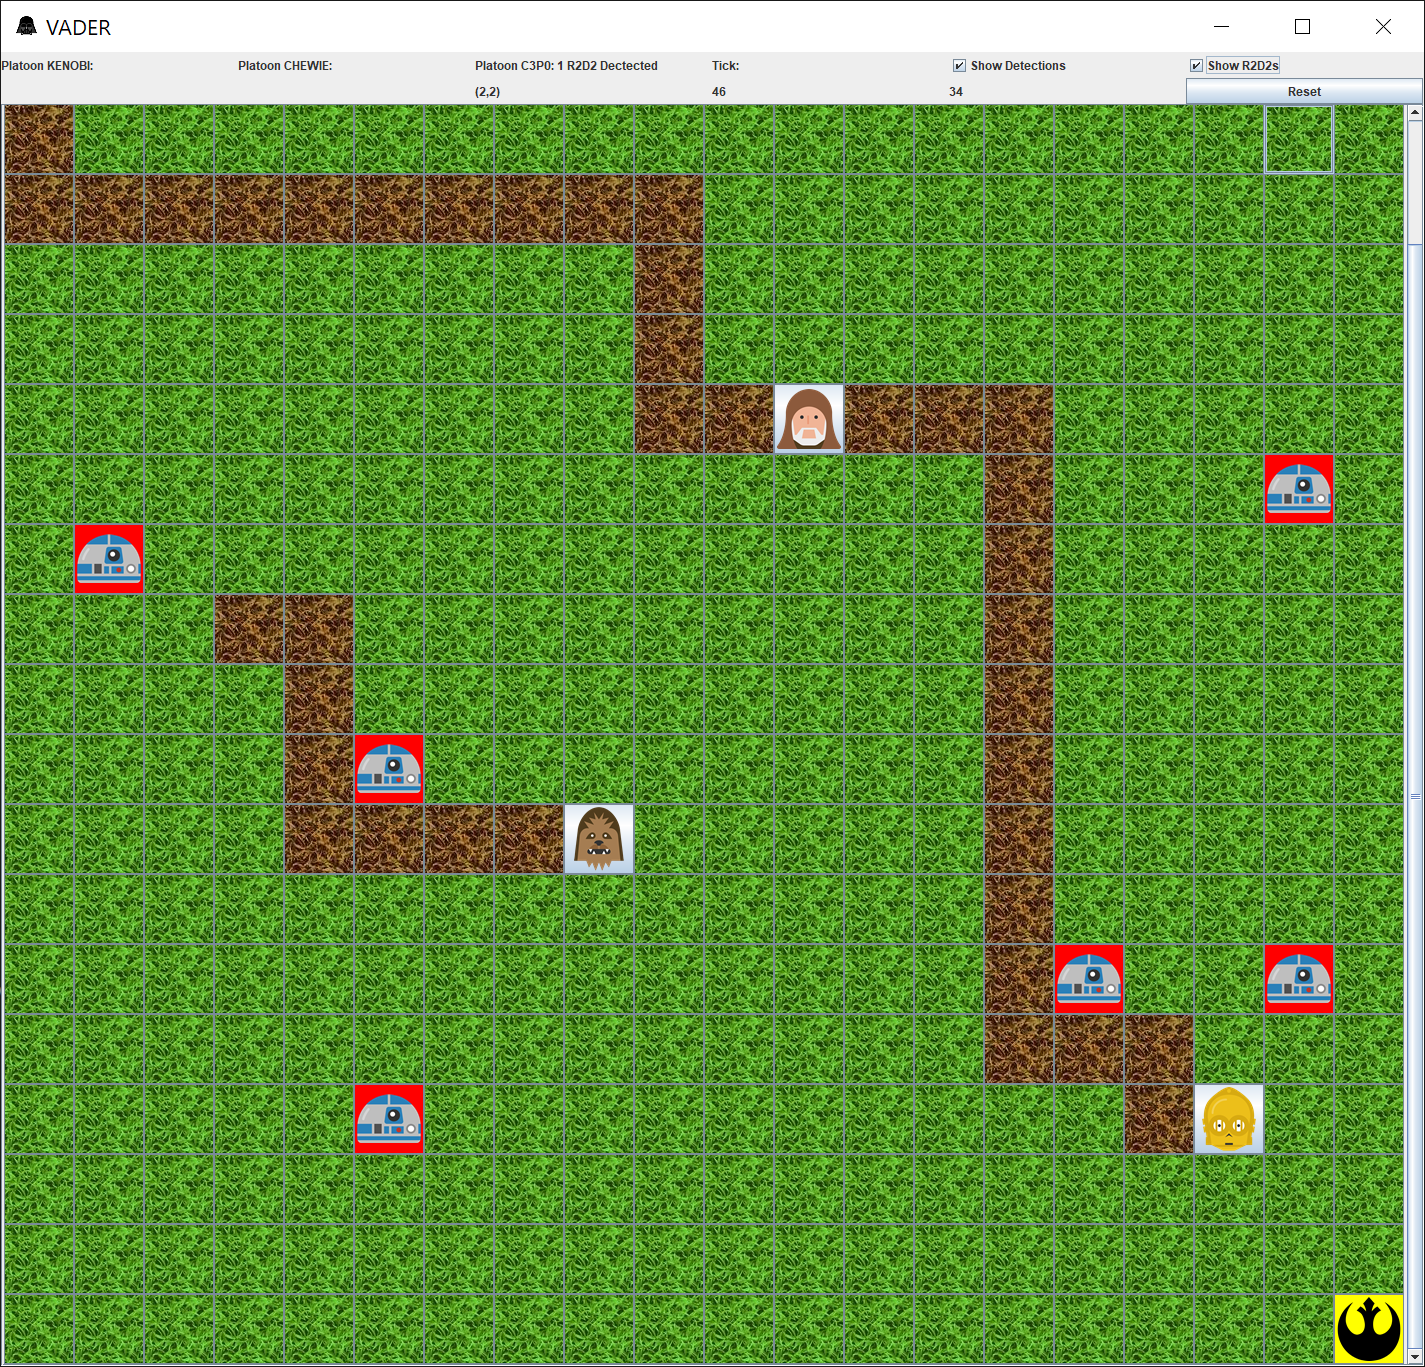 VADER
Platoon KENOBI: Platoon CHEWIE: Platoon C3P0: 1 R2D2 Dectected Tick: Show Detections Show R2D2s
(2,2) 46 34 Reset